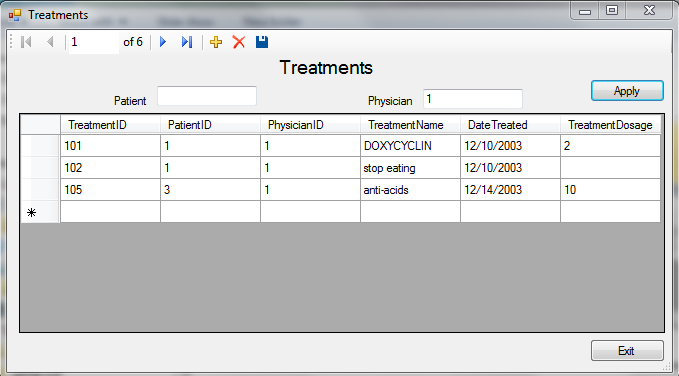 Treatments
1 of 6
Treatments
Patient Physician 1 Apply
TreatmentID PatientID PhysicianID TreatmentName DateTreated TreatmentDosage
101 1 1 DOXYCYCLIN 12/10/2003 2
102 1 1 stop eating 12/10/2003
105 3 1 anti-acids 12/14/2003 10
Exit